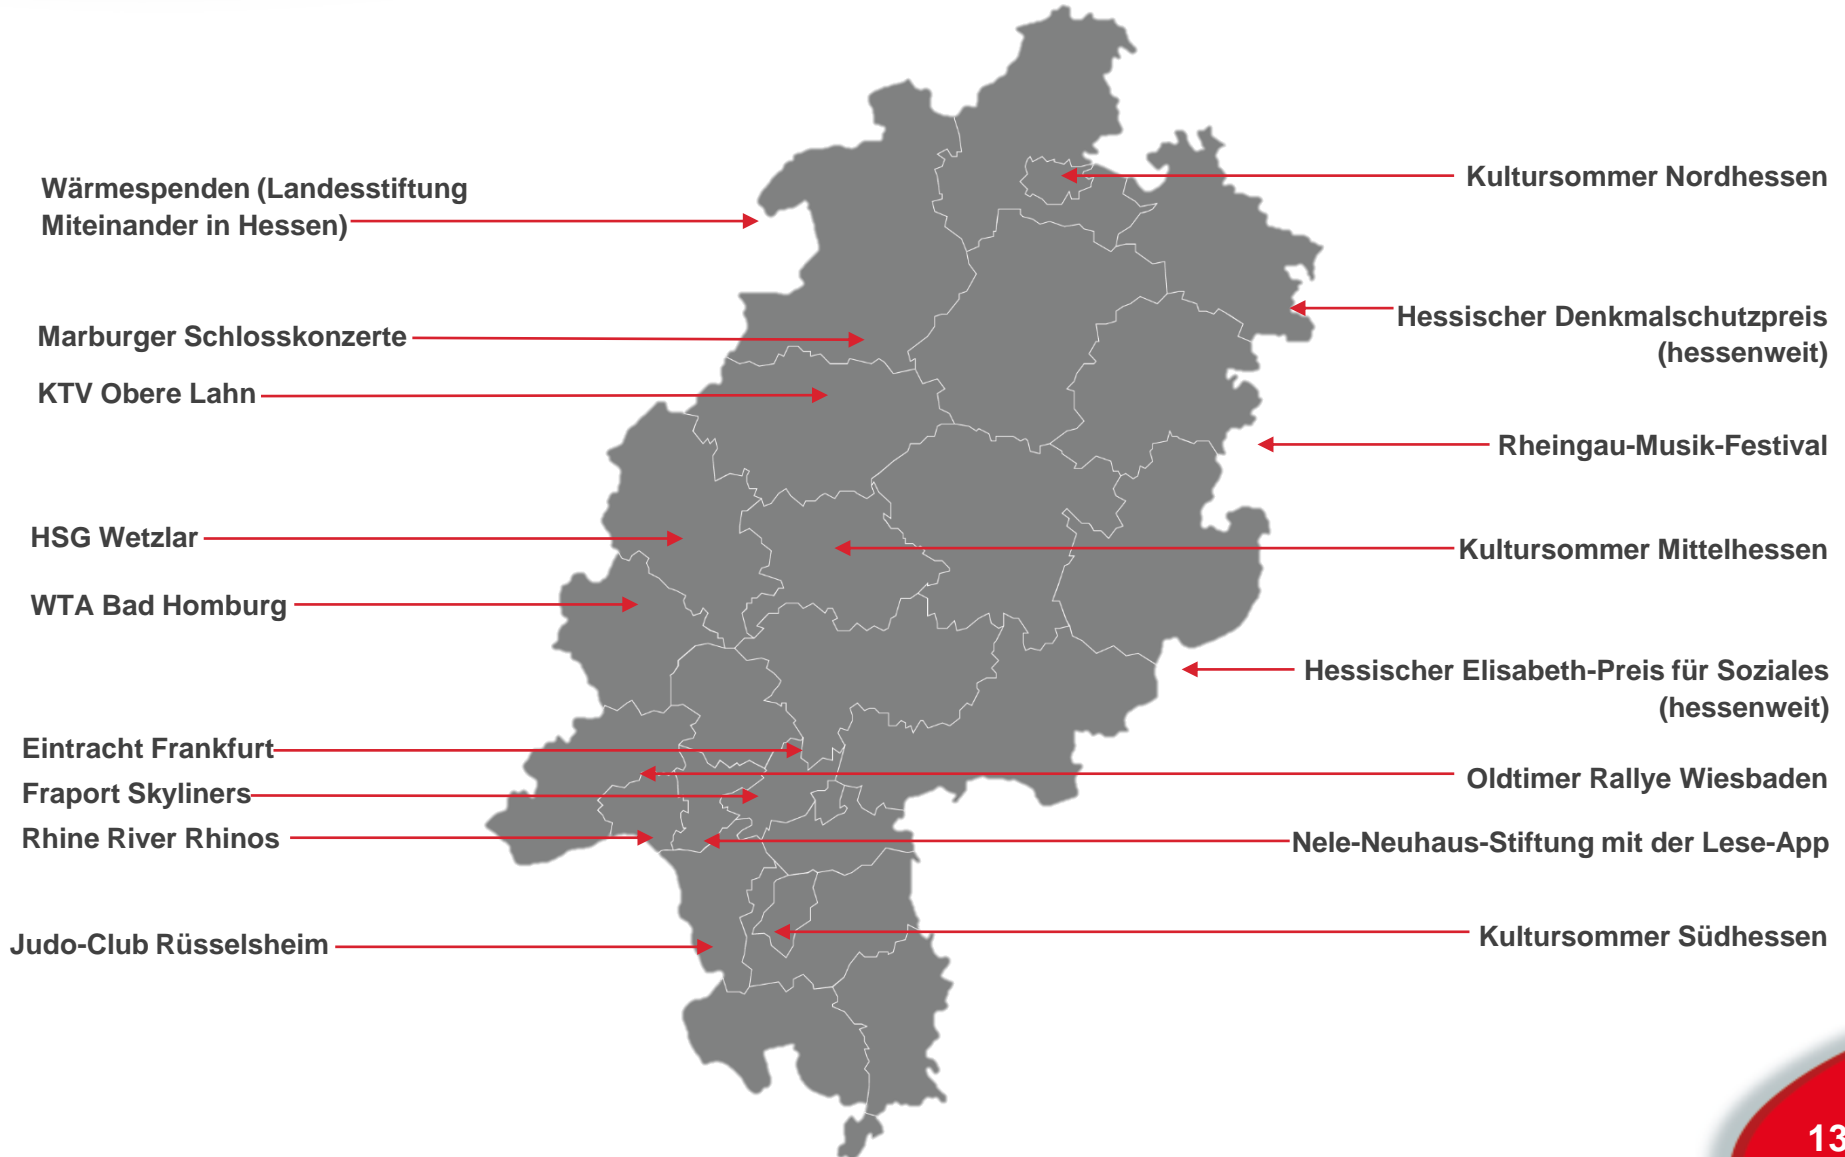 Wärmespenden (Landesstiftung
Miteinander in Hessen)
Marburger Schlosskonzerte
KTV Obere Lahn
HSG Wetzlar
WTA Bad Homburg
Eintracht Frankfurt
Fraport Skyliners
Rhine River Rhinos
Judo-Club Rüsselsheim
Kultursommer Nordhessen
Hessischer Denkmalschutzpreis
(hessenweit)
Rheingau-Musik-Festival
Kultursommer Mittelhessen
Hessischer Elisabeth-Preis für Soziales
(hessenweit)
Oldtimer Rallye Wiesbaden
Nele-Neuhaus-Stiftung mit der Lese-App
Kultursommer Südhessen
13